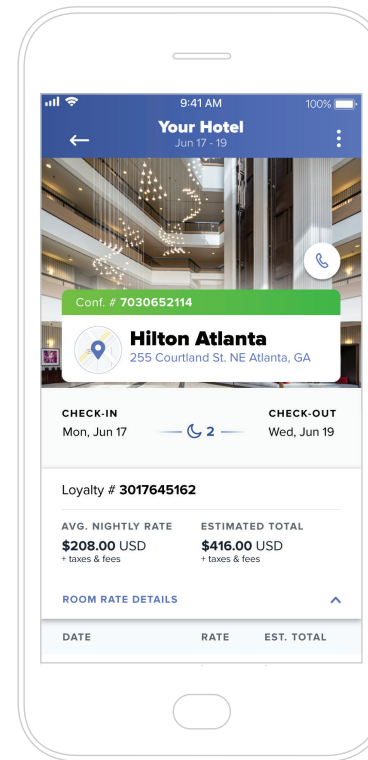 9:41 AM
100%
Your Hotel
Jun 17 - 19
Conf. # 7030652114
Hilton Atlanta
255 Courtland St. NE Atlanta, GA
CHECK-IN
CHECK-OUT
Mon, Jun 17
2
Wed, Jun 19
Loyalty # 3017645162
AVG. NIGHTLY RATE
ESTIMATED TOTAL
$208.00 USD
$416.00 USD
+ taxes & fees
+ taxes & fees
ROOM RATE DETAILS
DATE
RATE
EST. TOTAL